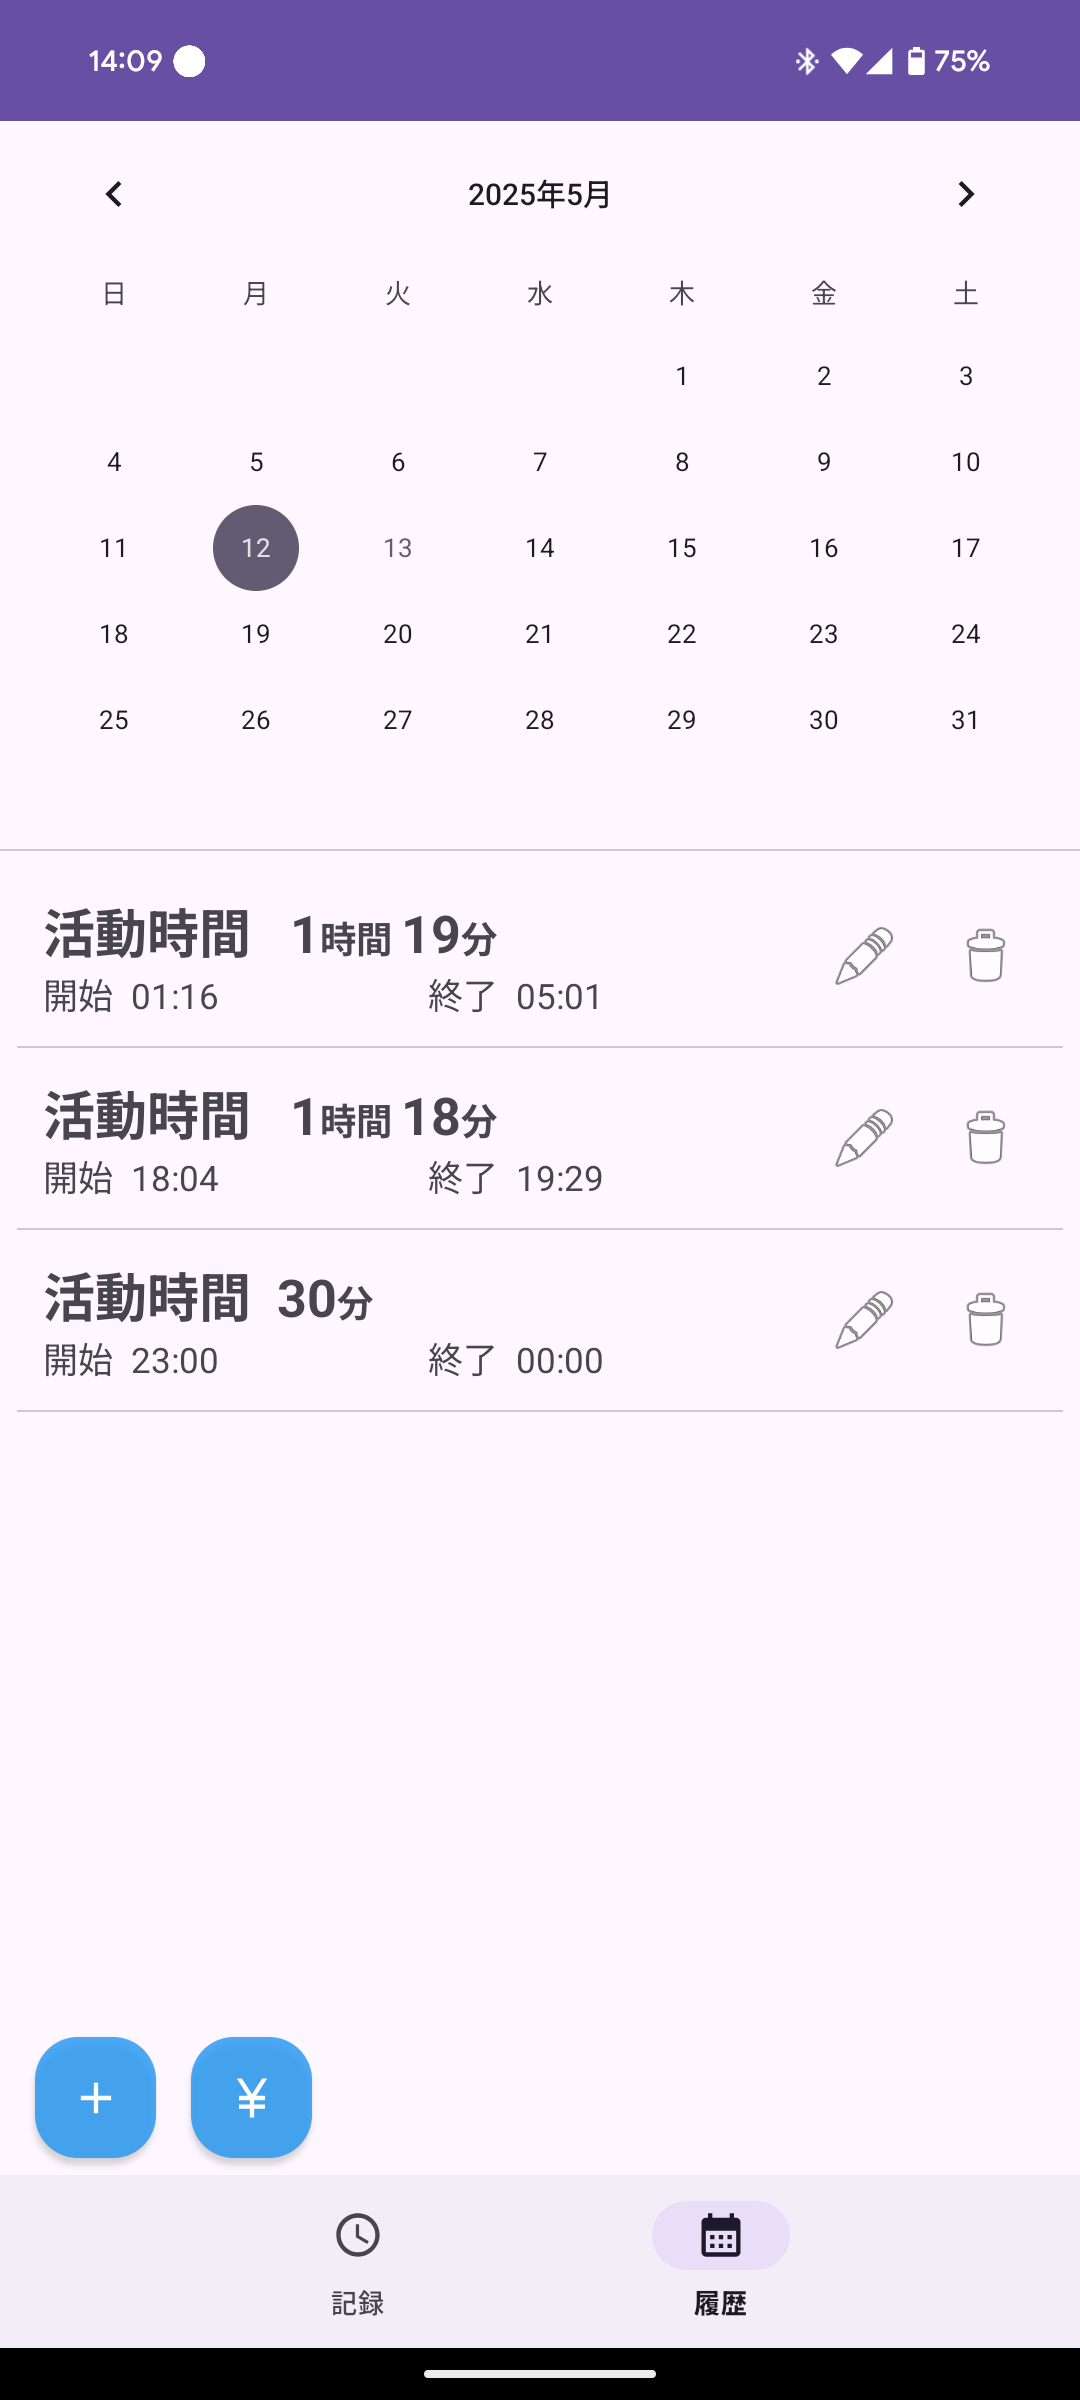 14:09 75%
2025年5月
日 月 火 水 木 金 土
1 2 3
4 5 6 7 8 9 10
11 12 13 14 15 16 17
18 19 20 21 22 23 24
25 26 27 28 29 30 31
活動時間 1時間 19分
開始 01:16 終了 05:01
活動時間 1時間 18分
開始 18:04 終了 19:29
活動時間 30分
開始 23:00 終了 00:00
+ ¥
記録 履歴